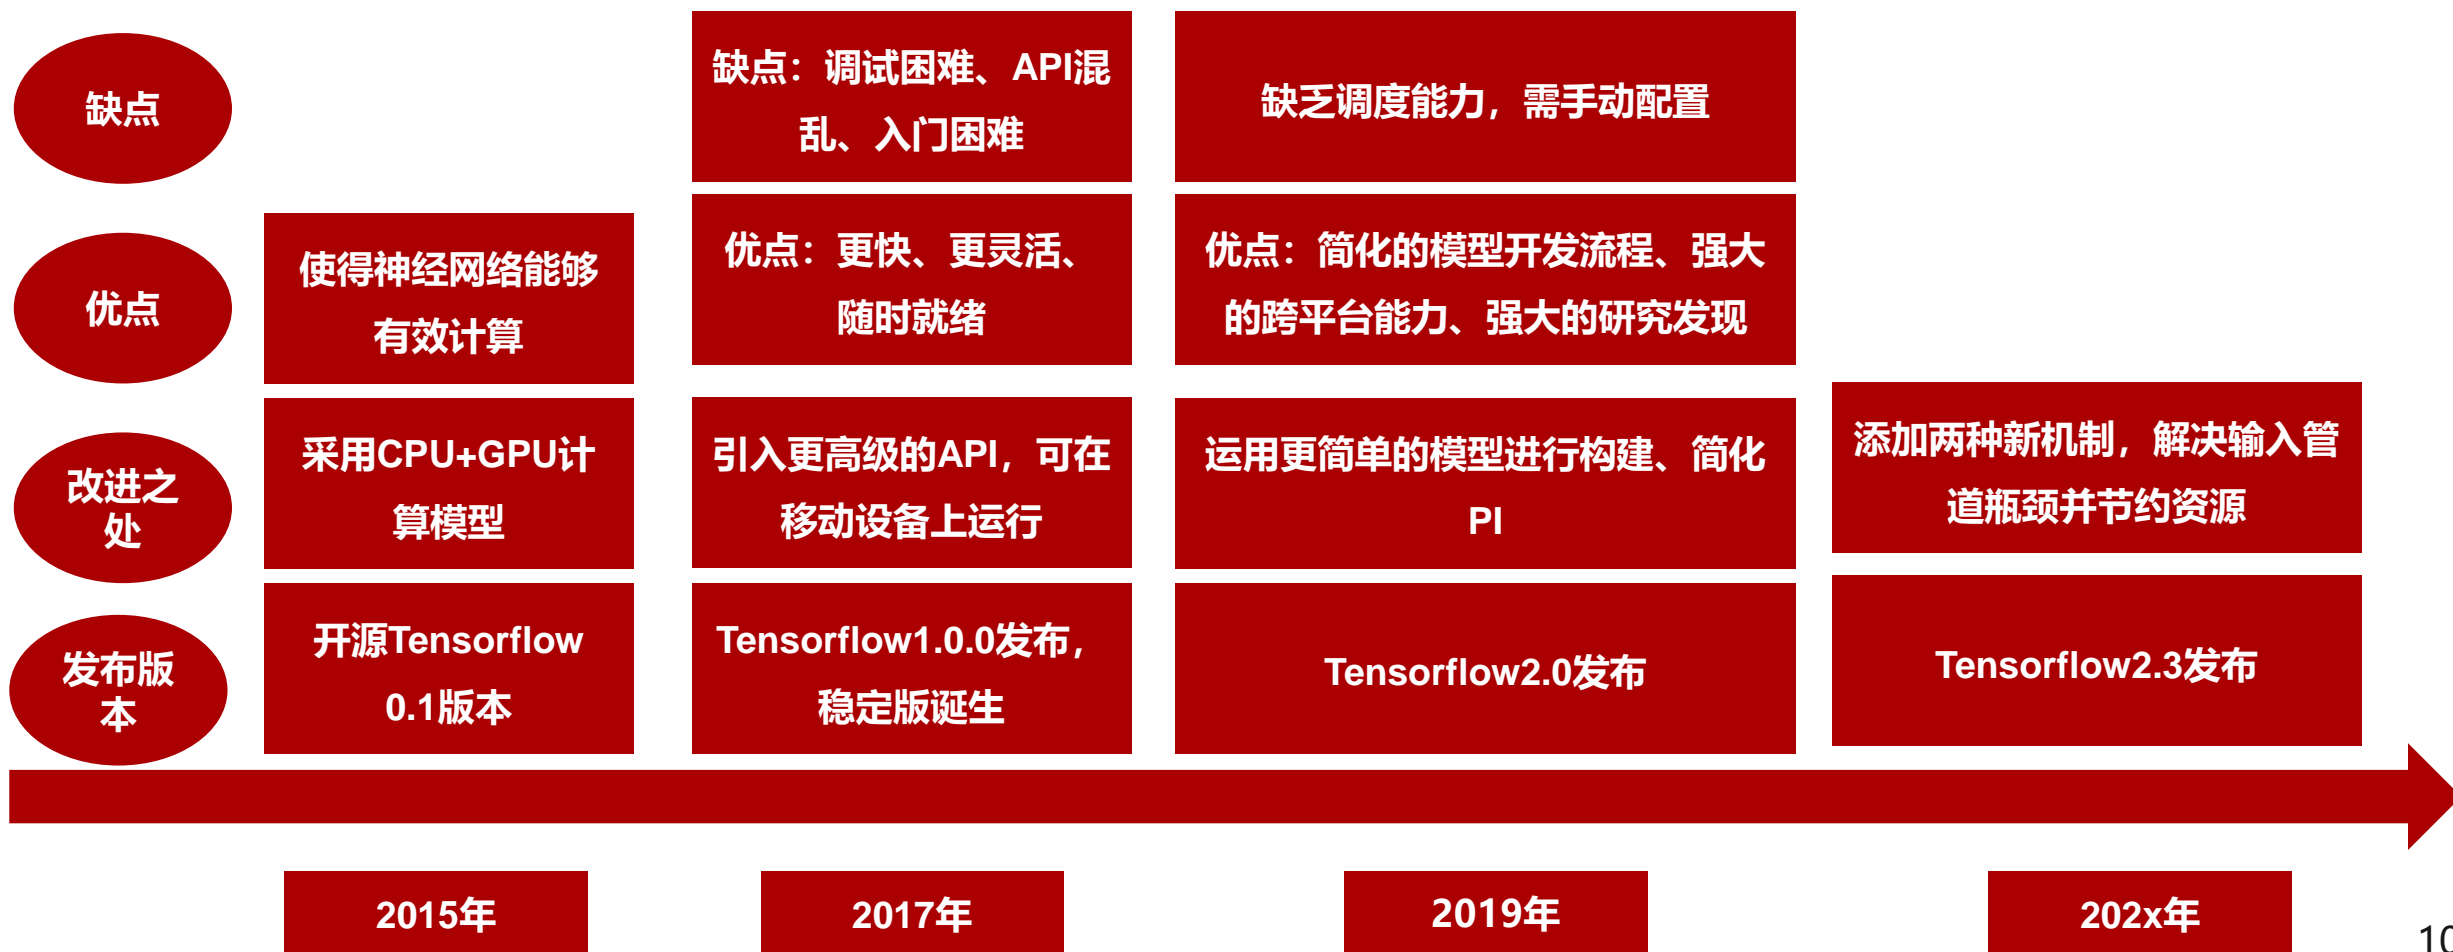 缺点
缺点：调试困难、API混
乱、入门困难
缺乏调度能力，需手动配置
优点
使得神经网络能够
有效计算
优点：更快、更灵活、
随时就绪
优点：简化的模型开发流程、强大
的跨平台能力、强大的研究发现
改进之
处
采用CPU+GPU计
算模型
引入更高级的API，可在
移动设备上运行
运用更简单的模型进行构建、简化
PI
添加两种新机制，解决输入管
道瓶颈并节约资源
发布版
本
开源Tensorflow
0.1版本
Tensorflow1.0.0发布，
稳定版诞生
Tensorflow2.0发布
Tensorflow2.3发布
2015年
2017年
2019年
202x年
10